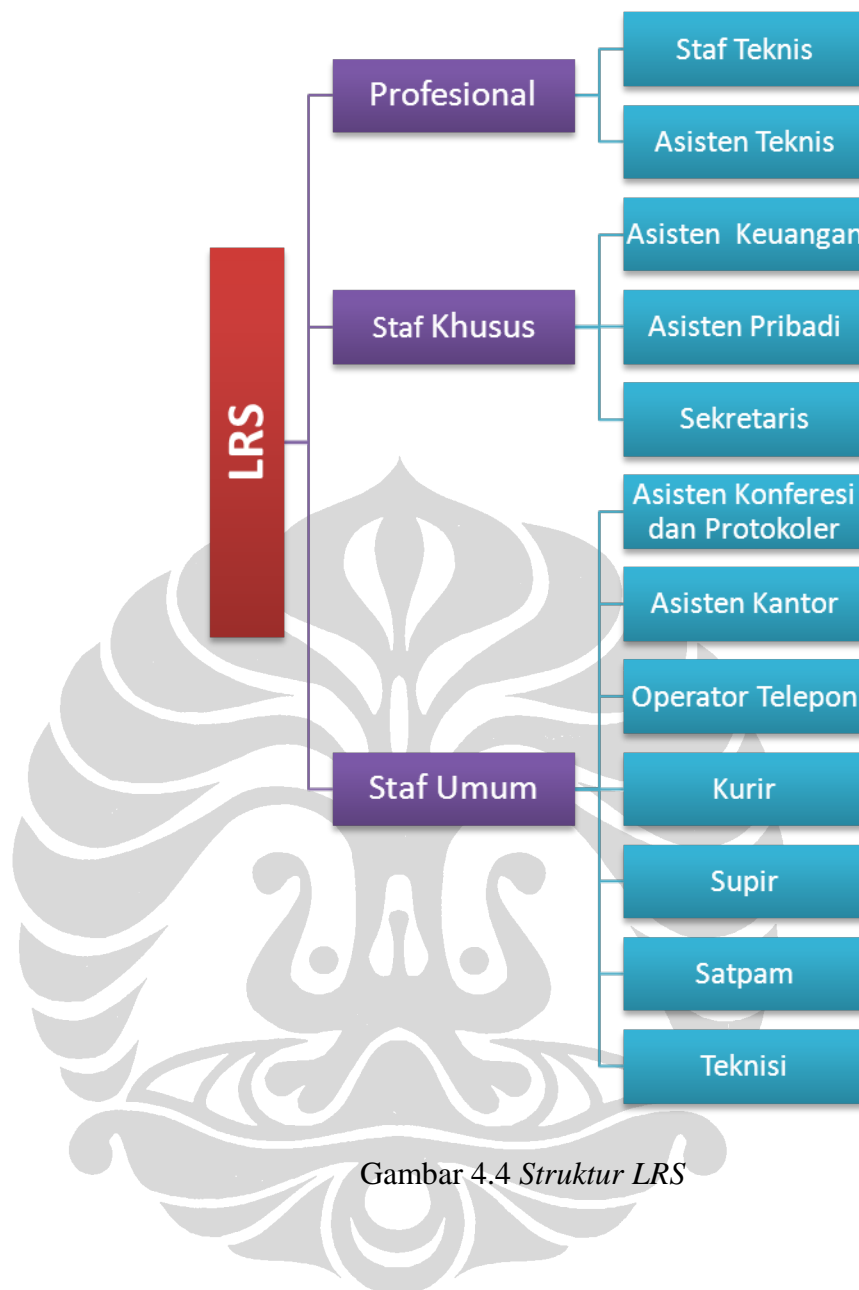 LRS
Profesional
Staf Teknis
Asisten Teknis
Staf Khusus
Asisten Keuangan
Asisten Pribadi
Sekretaris
Staf Umum
Asisten Konferesi
dan Protokoler
Asisten Kantor
Operator Telepon
Kurir
Supir
Satpam
Teknisi
Gambar 4.4 Struktur LRS